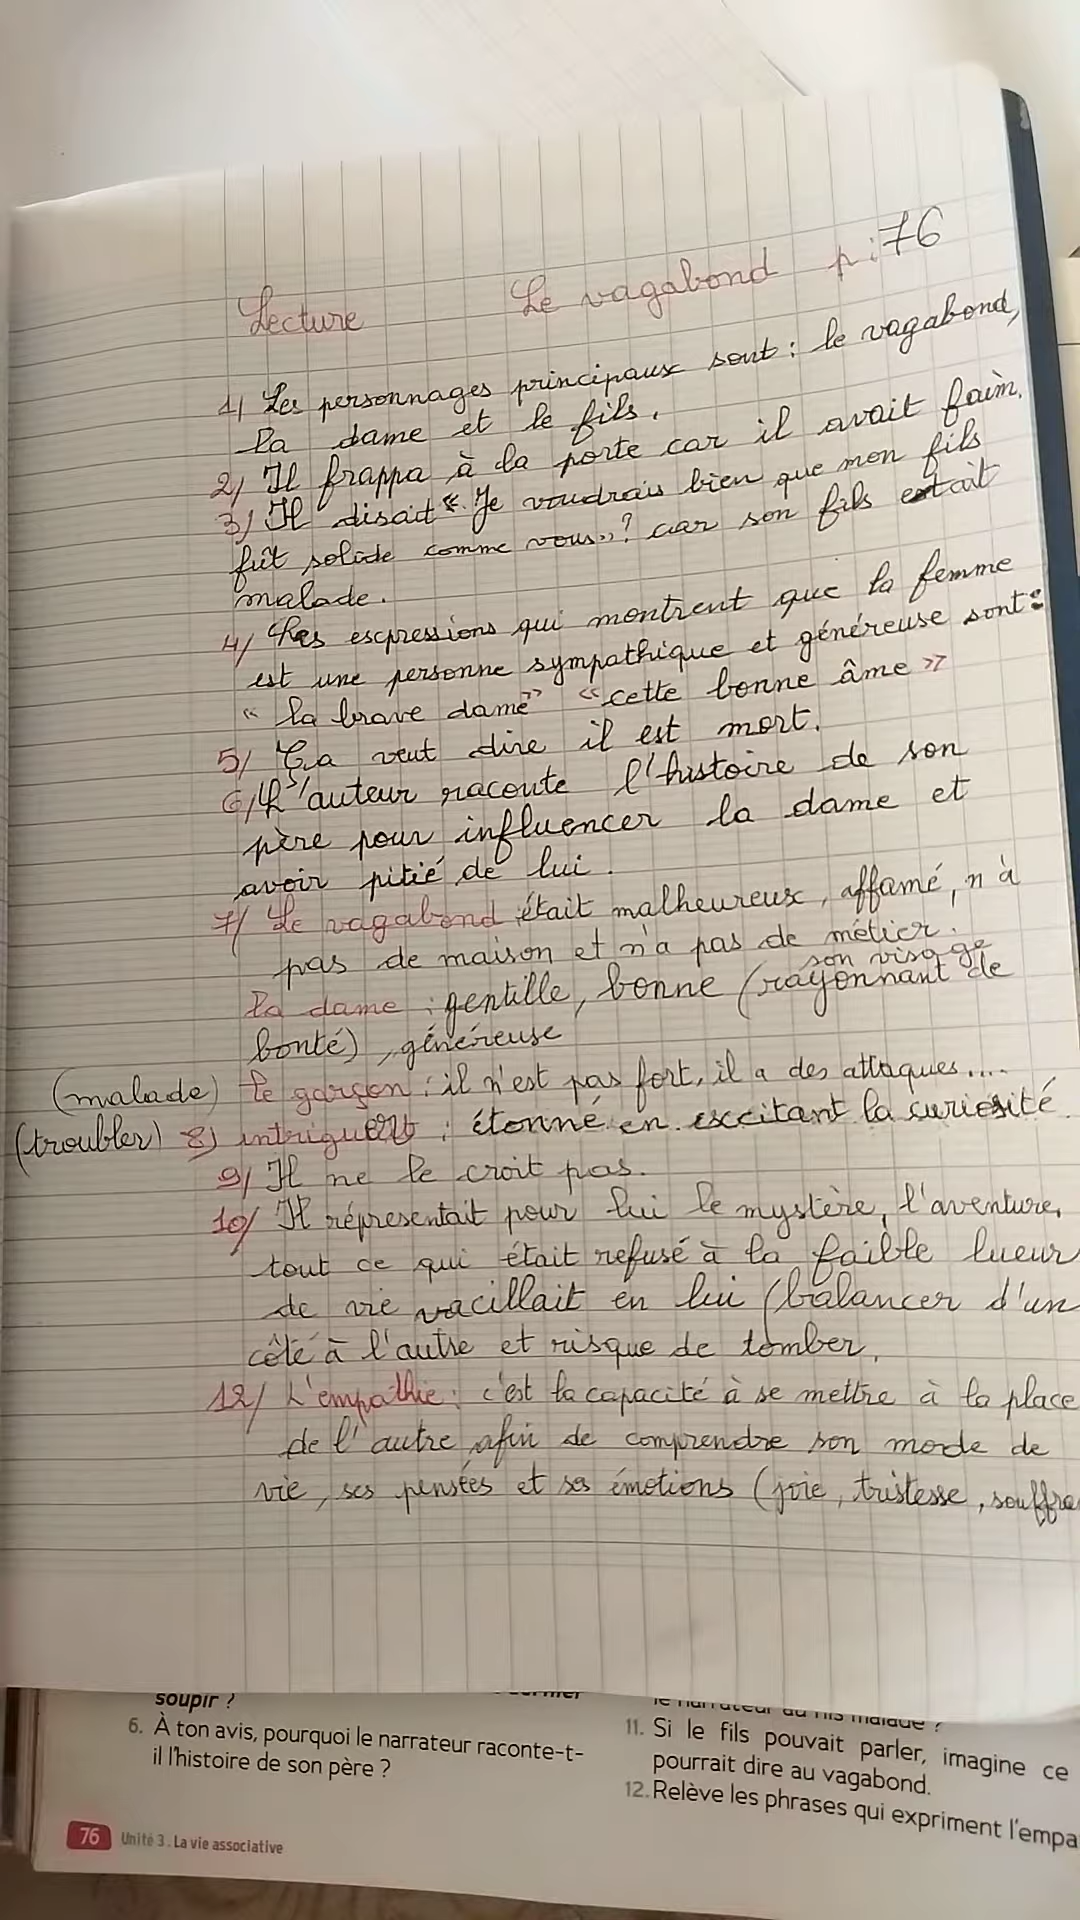 Lecture Le vagabond p:76
1/ Les personnages principaux sont : le vagabond,
la dame et le fils.
2/ Il frappa à la porte car il avait faim.
3/ Il disait « Je voudrais bien que mon fils
fût solide comme vous..? car son fils était
malade.
4/ Les expressions qui montrent que la femme
est une personne sympathique et généreuse sont :
« la brave dame » « cette bonne âme »
5/ Ça veut dire il est mort.
6/ L'auteur raconte l'histoire de son
père pour influencer la dame et
avoir pitié de lui.
7/ Le vagabond était malheureux, affamé, n'à
pas de maison et n'a pas de métier.
son visage
la dame : gentille, bonne (rayonnant de
bonté), généreuse
(malade) le garçon : il n'est pas fort, il a des attaques....
(troubler) 8) : étonné en excitant la curiosité.
9/ Il ne le croit pas.
10/ Il réprésentait pour lui le mystère, l'aventure,
tout ce qui était refusé à la faible lueur
de vie vacillait en lui (balancer d'un
côté à l'autre et risque de tomber.
12/ L'empathie : c'est la capacité à se mettre à la place
de l'autre afin de comprendre son mode de
vie, ses pensées et ses émotions (joie, tristesse, souffra
soupir ?
6. À ton avis, pourquoi le narrateur raconte-t-
il l'histoire de son père ?
76 Unité 3. La vie associative
le narrateur au fils malade ?
11. Si le fils pouvait parler, imagine ce
pourrait dire au vagabond.
12. Relève les phrases qui expriment l'empa